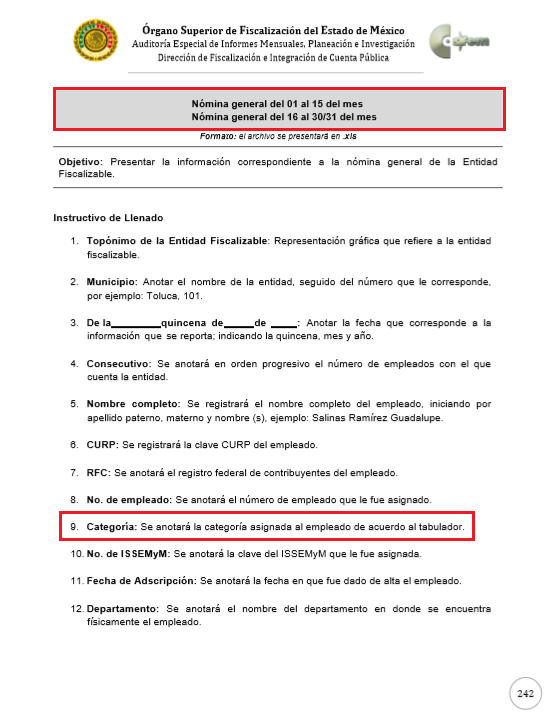 Órgano Superior de Fiscalización del Estado de México
Auditoría Especial de Informes Mensuales, Planeación e Investigación
Dirección de Fiscalización e Integración de Cuenta Pública
Nómina general del 01 al 15 del mes
Nómina general del 16 al 30/31 del mes
Formato: el archivo se presentará en .xls
Objetivo: Presentar la información correspondiente a la nómina general de la Entidad
Fiscalizable.
Instructivo de Llenado
1. Topónimo de la Entidad Fiscalizable: Representación gráfica que refiere a la entidad
fiscalizable.
2. Municipio: Anotar el nombre de la entidad, seguido del número que le corresponde,
por ejemplo: Toluca, 101.
3. De la_________quincena de_____de _____: Anotar la fecha que corresponde a la
información que se reporta; indicando la quincena, mes y año.
4. Consecutivo: Se anotará en orden progresivo el número de empleados con el que
cuenta la entidad.
5. Nombre completo: Se registrará el nombre completo del empleado, iniciando por
apellido paterno, materno y nombre (s), ejemplo: Salinas Ramírez Guadalupe.
6. CURP: Se registrará la clave CURP del empleado.
7. RFC: Se anotará el registro federal de contribuyentes del empleado.
8. No. de empleado: Se anotará el número de empleado que le fue asignado.
9. Categoría: Se anotará la categoría asignada al empleado de acuerdo al tabulador.
10. No. de ISSEMyM: Se anotará la clave del ISSEMyM que le fue asignada.
11. Fecha de Adscripción: Se anotará la fecha en que fue dado de alta el empleado.
12. Departamento: Se anotará el nombre del departamento en donde se encuentra
físicamente el empleado.
242